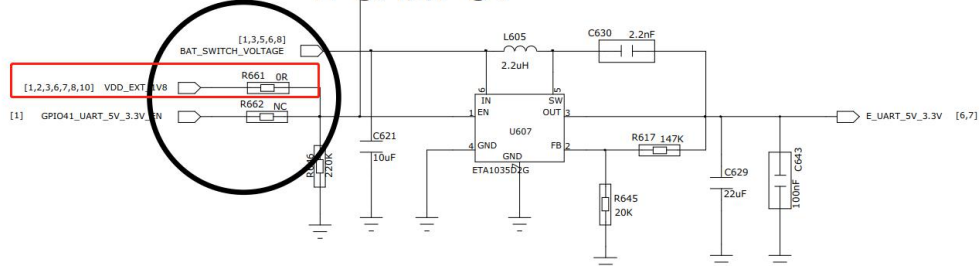 [1,3,5,6,8]
BAT_SWITCH_VOLTAGE
L605
2.2uH
C630 2.2nF
[1,2,3,6,7,8,10] VDD_EXT_1V8
R661 0R
R662 NC
[1] GPIO41_UART_5V_3.3V_EN
6
IN
5
SW
1 EN
OUT 3
U607
4 GND
GND
FB 2
7
ETA1035D2G
E_UART_5V_3.3V [6,7]
C621
10uF
220K
R617 147K
R645
20K
C629
22uF
C643
100nF